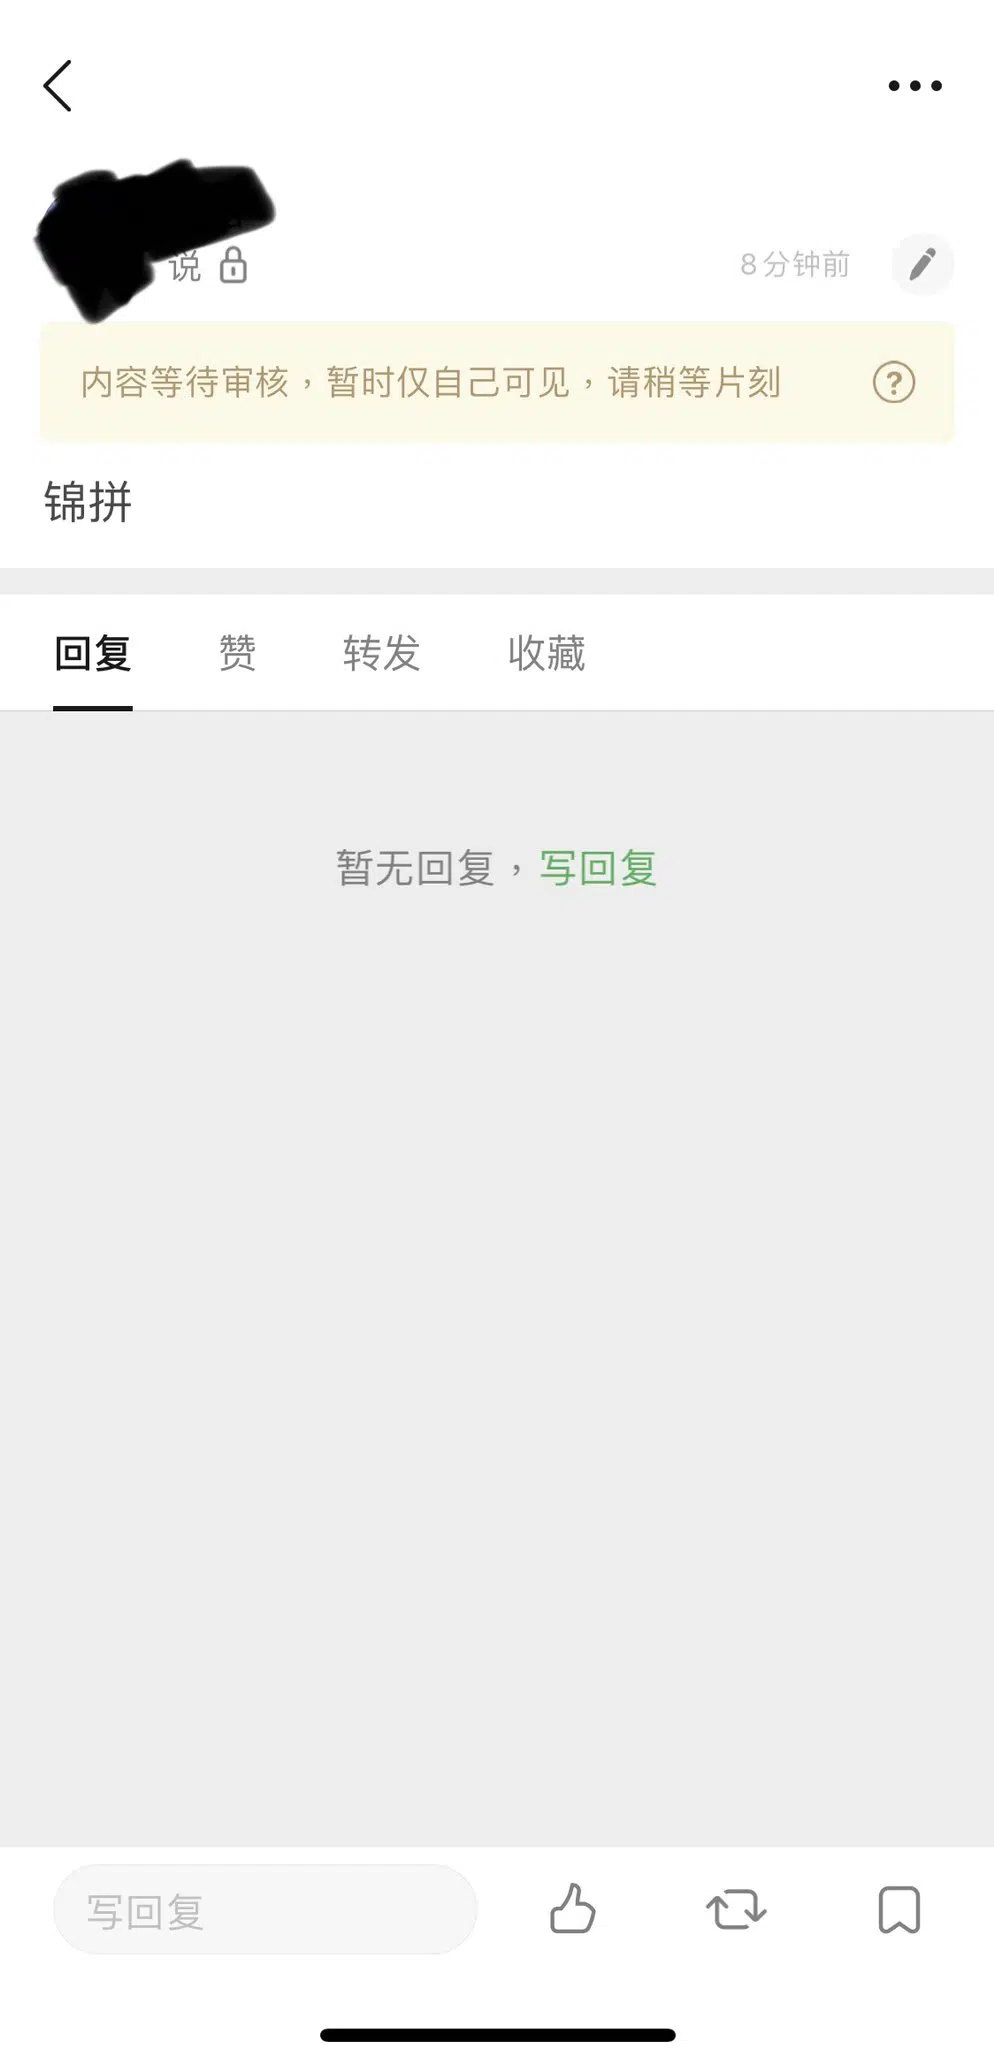 说
8分钟前
内容等待审核，暂时仅自己可见，请稍等片刻
?
锦拼
回复 赞 转发 收藏
暂无回复，写回复
写回复